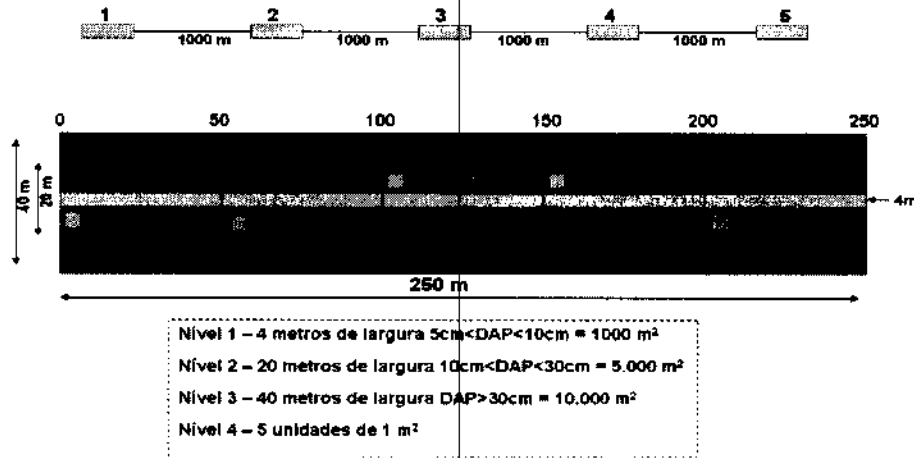 1 2 3 4 5
1000 m 1000 m 1000 m 1000 m
0 50 100 150 200 250
40 m
20 m
4m
250 m
Nível 1 – 4 metros de largura 5cm<DAP<10cm = 1000 m²
Nível 2 – 20 metros de largura 10cm<DAP<30cm = 5.000 m²
Nível 3 – 40 metros de largura DAP>30cm = 10.000 m²
Nível 4 – 5 unidades de 1 m²